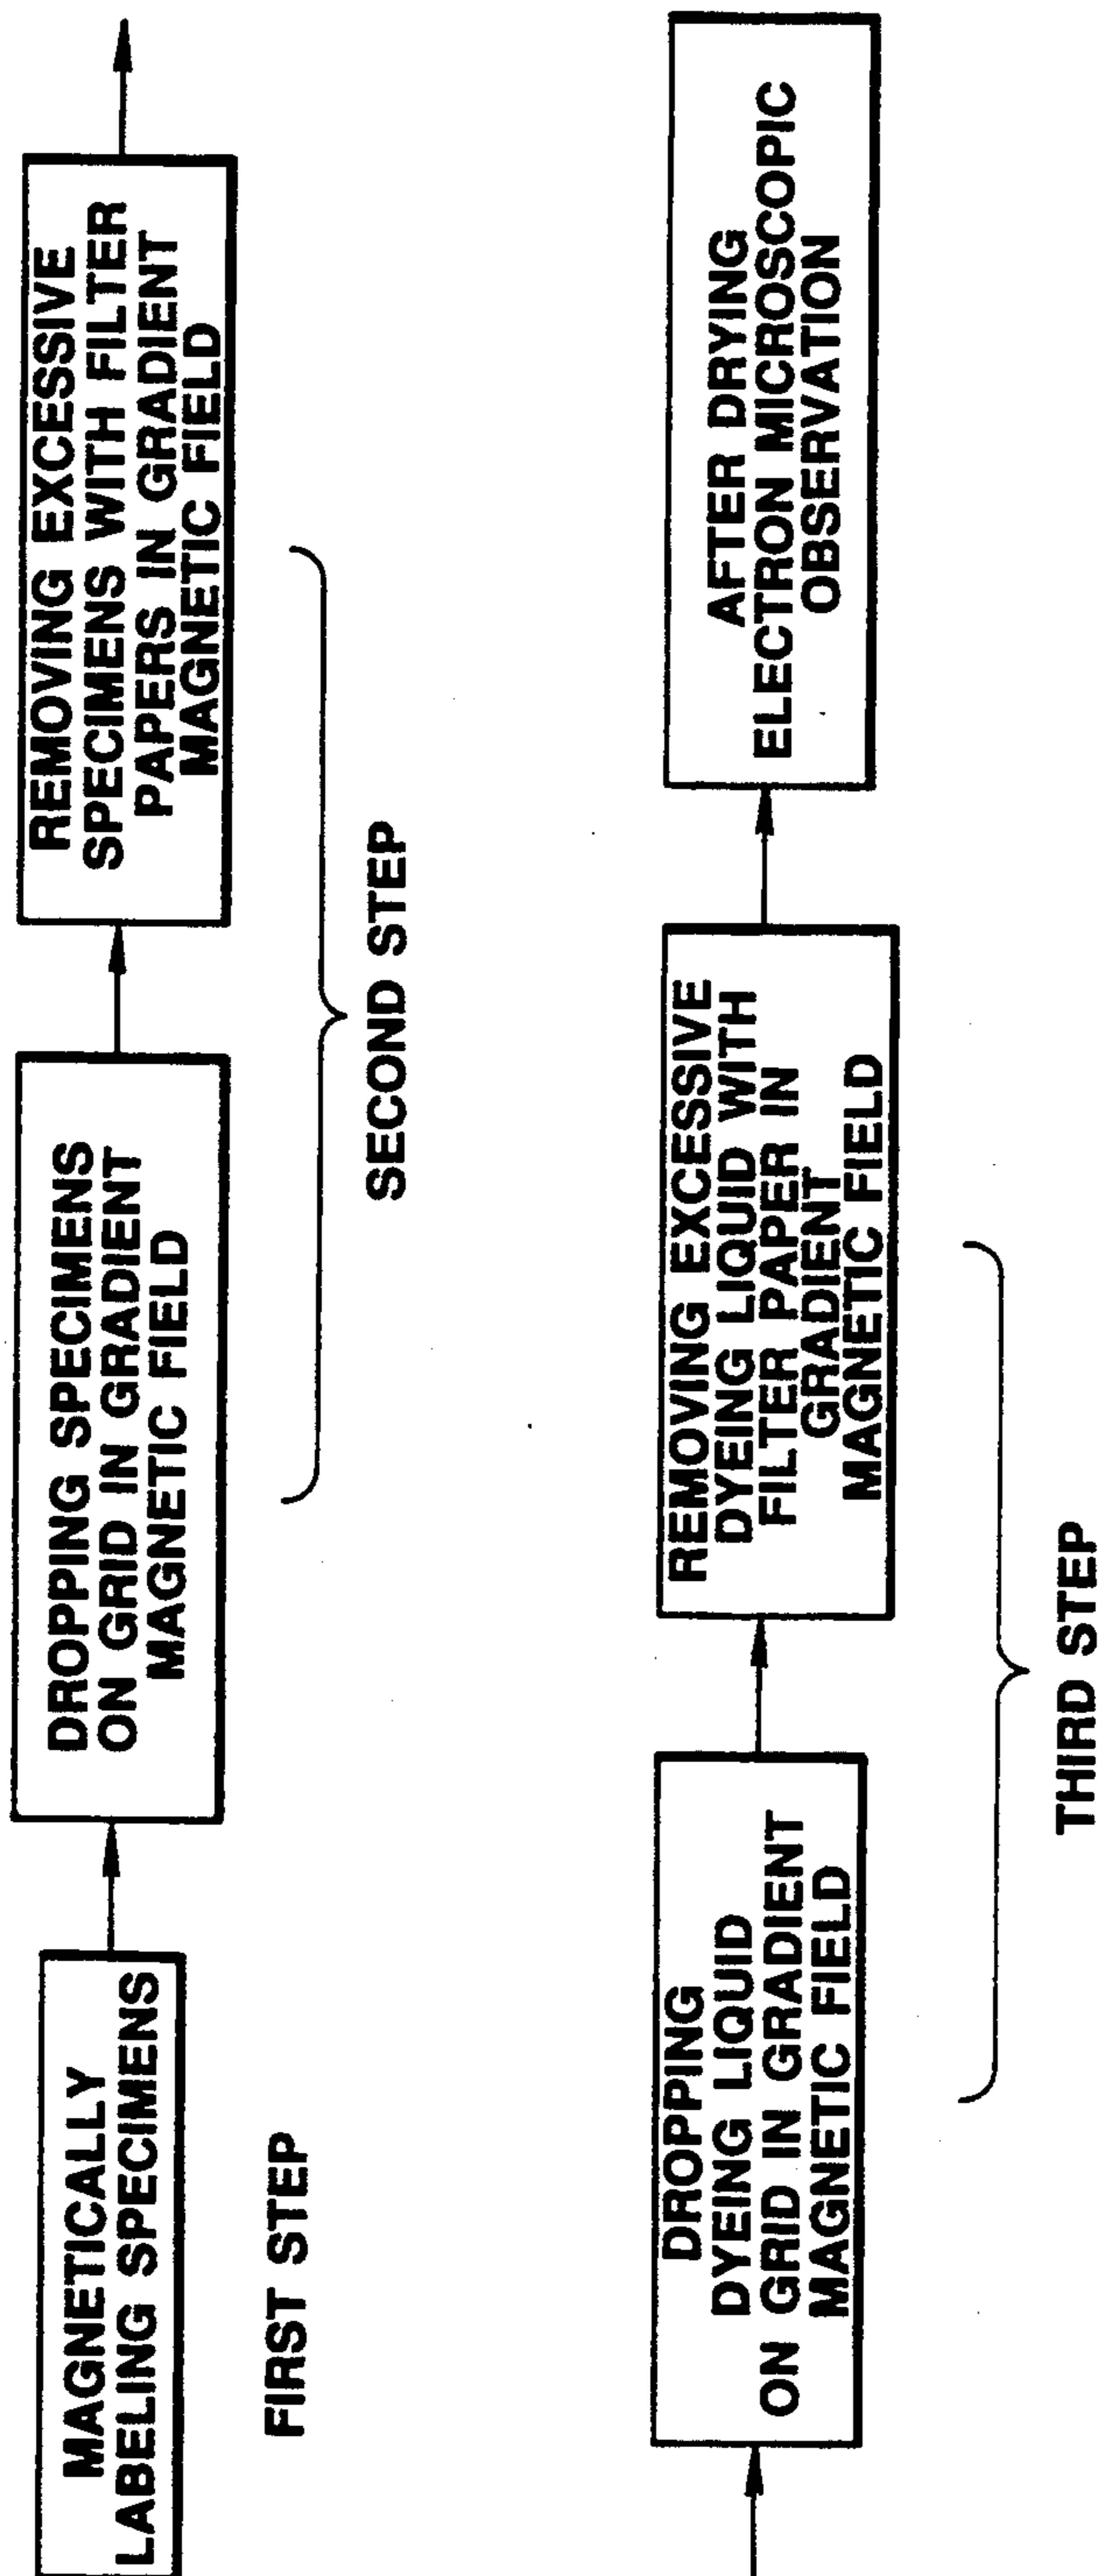 MAGNETICALLY
LABELING SPECIMENS
FIRST STEP
DROPPING SPECIMENS
ON GRID IN GRADIENT
MAGNETIC FIELD
REMOVING EXCESSIVE
SPECIMENS WITH FILTER
PAPERS IN GRADIENT
MAGNETIC FIELD
SECOND STEP
DROPPING
DYEING LIQUID
ON GRID IN GRADIENT
MAGNETIC FIELD
REMOVING EXCESSIVE
DYEING LIQUID WITH
FILTER PAPER IN
GRADIENT
MAGNETIC FIELD
THIRD STEP
AFTER DRYING
ELECTRON MICROSCOPIC
OBSERVATION